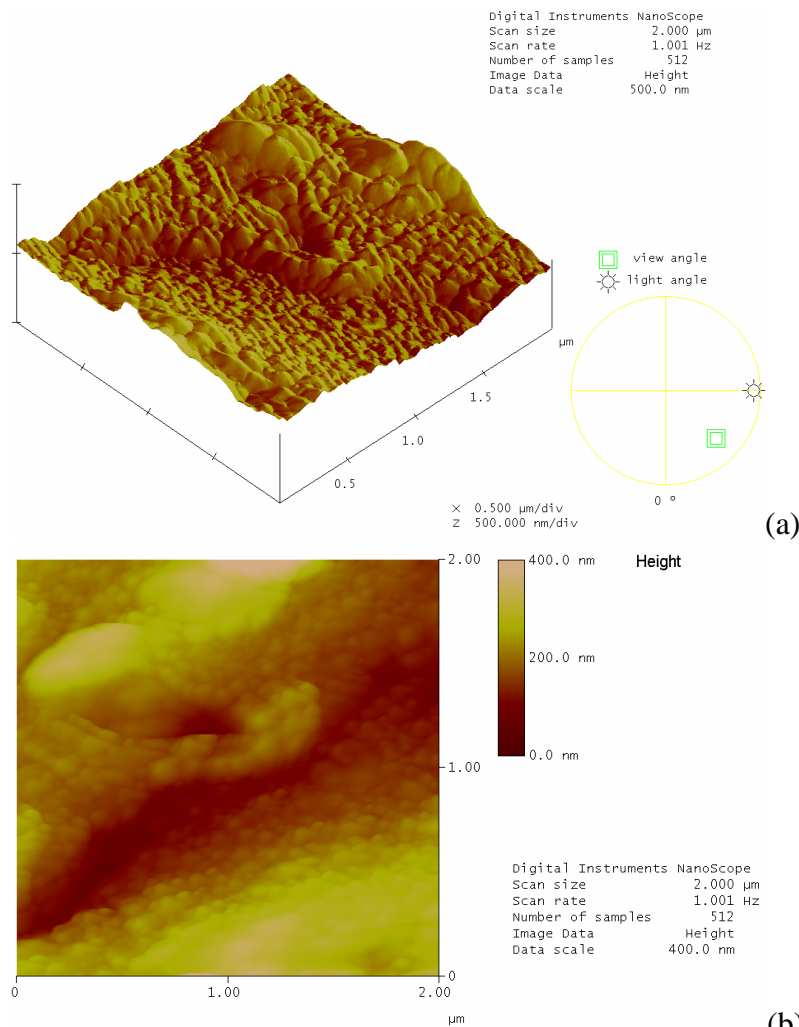 Digital Instruments NanoScope
Scan size 2.000 µm
Scan rate 1.001 Hz
Number of samples 512
Image Data Height
Data scale 500.0 nm
view angle
light angle
µm
1.5
1.0
0.5
0 º
X 0.500 µm/div
Z 500.000 nm/div
(a)
2.00
400.0 nm
Height
200.0 nm
0.0 nm
1.00
Digital Instruments NanoScope
Scan size 2.000 µm
Scan rate 1.001 Hz
Number of samples 512
Image Data Height
Data scale 400.0 nm
0
0
1.00
2.00
µm
(b)